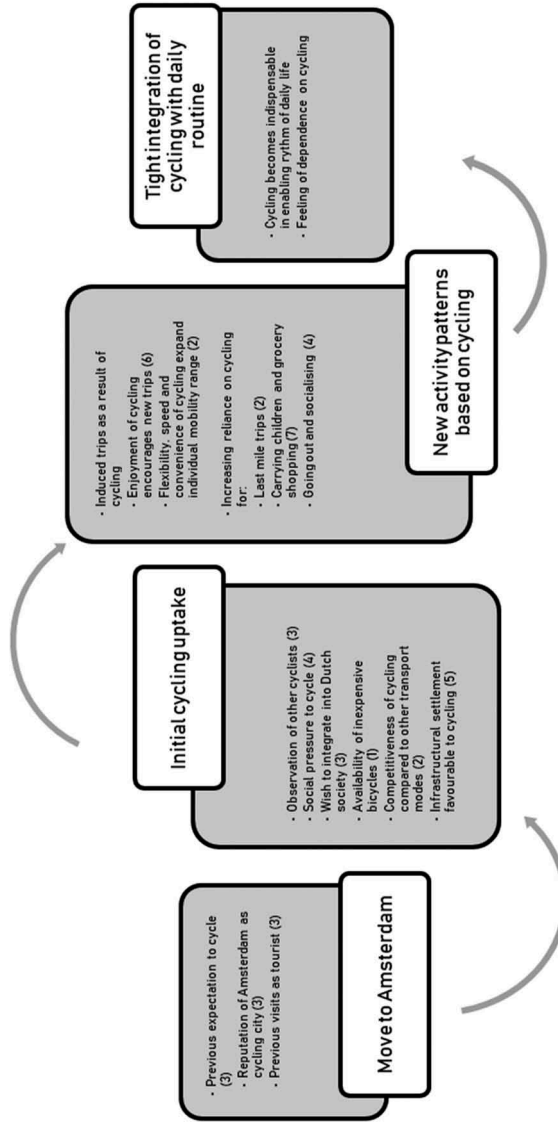 · Previous expectation to cycle
(3)
· Reputation of Amsterdam as
cycling city (3)
· Previous visits as tourist (3)
Move to Amsterdam
Initial cycling uptake
· Observation of other cyclists (3)
· Social pressure to cycle (4)
· Wish to integrate into Dutch
society (3)
· Availability of inexpensive
bicycles (1)
· Competitiveness of cycling
compared to other transport
modes (2)
· Infrastructural settlement
favourable to cycling (5)
· Induced trips as a result of
cycling
· Enjoyment of cycling
encourages new trips (6)
· Flexibility, speed and
convenience of cycling expand
individual mobility range (2)
· Increasing reliance on cycling
for:
· Last mile trips (2)
· Carrying children and grocery
shopping (7)
· Going out and socialising (4)
New activity patterns
based on cycling
Tight integration of
cycling with daily
routine
· Cycling becomes indispensable
in enabling rythm of daily life
· Feeling of dependence on cycling